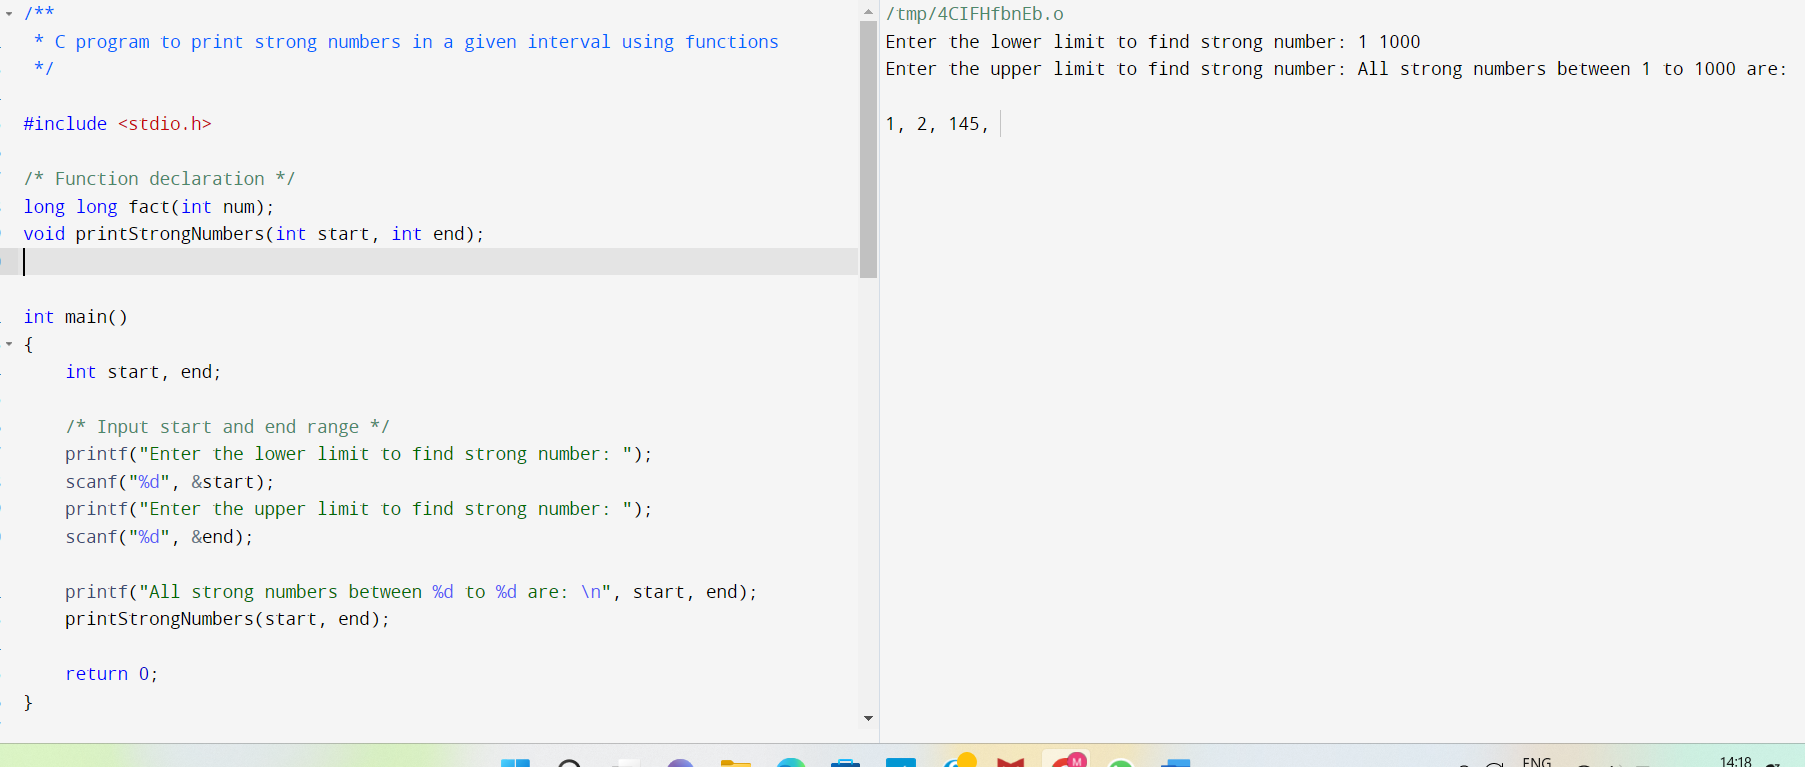 /**
 * C program to print strong numbers in a given interval using functions
 */
#include <stdio.h>
/* Function declaration */
long long fact(int num);
void printStrongNumbers(int start, int end);
int main()
{
    int start, end;
    /* Input start and end range */
    printf("Enter the lower limit to find strong number: ");
    scanf("%d", &start);
    printf("Enter the upper limit to find strong number: ");
    scanf("%d", &end);
    printf("All strong numbers between %d to %d are: \n", start, end);
    printStrongNumbers(start, end);
    return 0;
}
/tmp/4CIFHfbnEb.o
Enter the lower limit to find strong number: 1 1000
Enter the upper limit to find strong number: All strong numbers between 1 to 1000 are:
1, 2, 145,
M
ENG
14:18